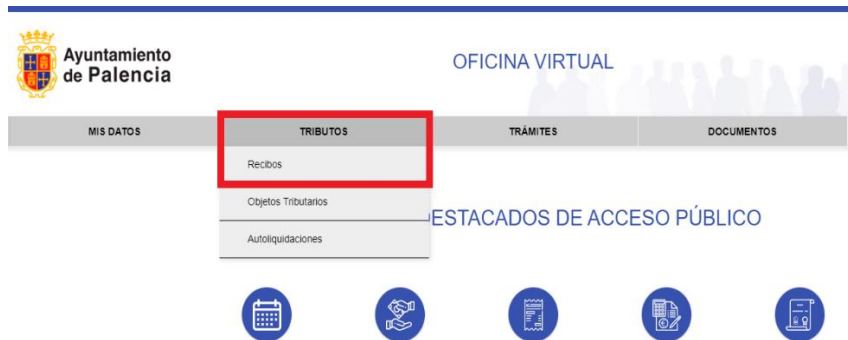 Ayuntamiento
de Palencia
OFICINA VIRTUAL
MIS DATOS TRIBUTOS TRÁMITES DOCUMENTOS
Recibos
Objetos Tributarios
ESTACADOS DE ACCESO PÚBLICO
Autoliquidaciones